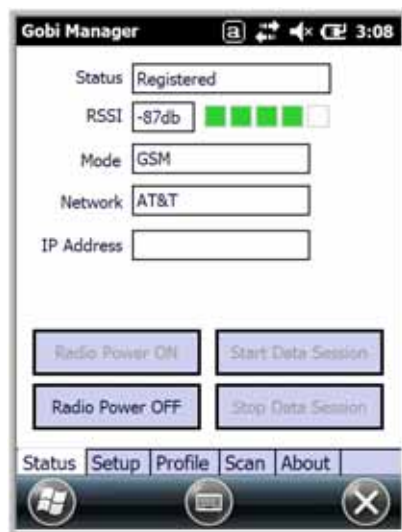 Gobi Manager a 3:08
Status Registered
RSSI -87db
Mode GSM
Network AT&T
IP Address
Radio Power ON Start Data Session
Radio Power OFF Stop Data Session
Status Setup Profile Scan About